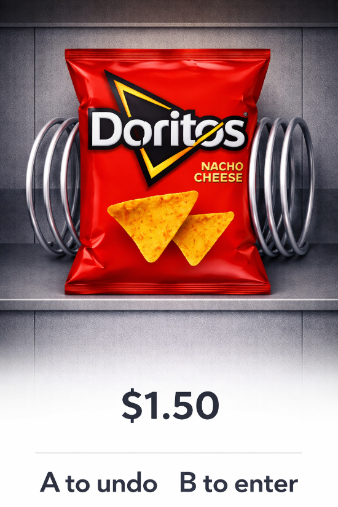 Doritos
NACHO
CHEESE
$1.50
A to undo B to enter